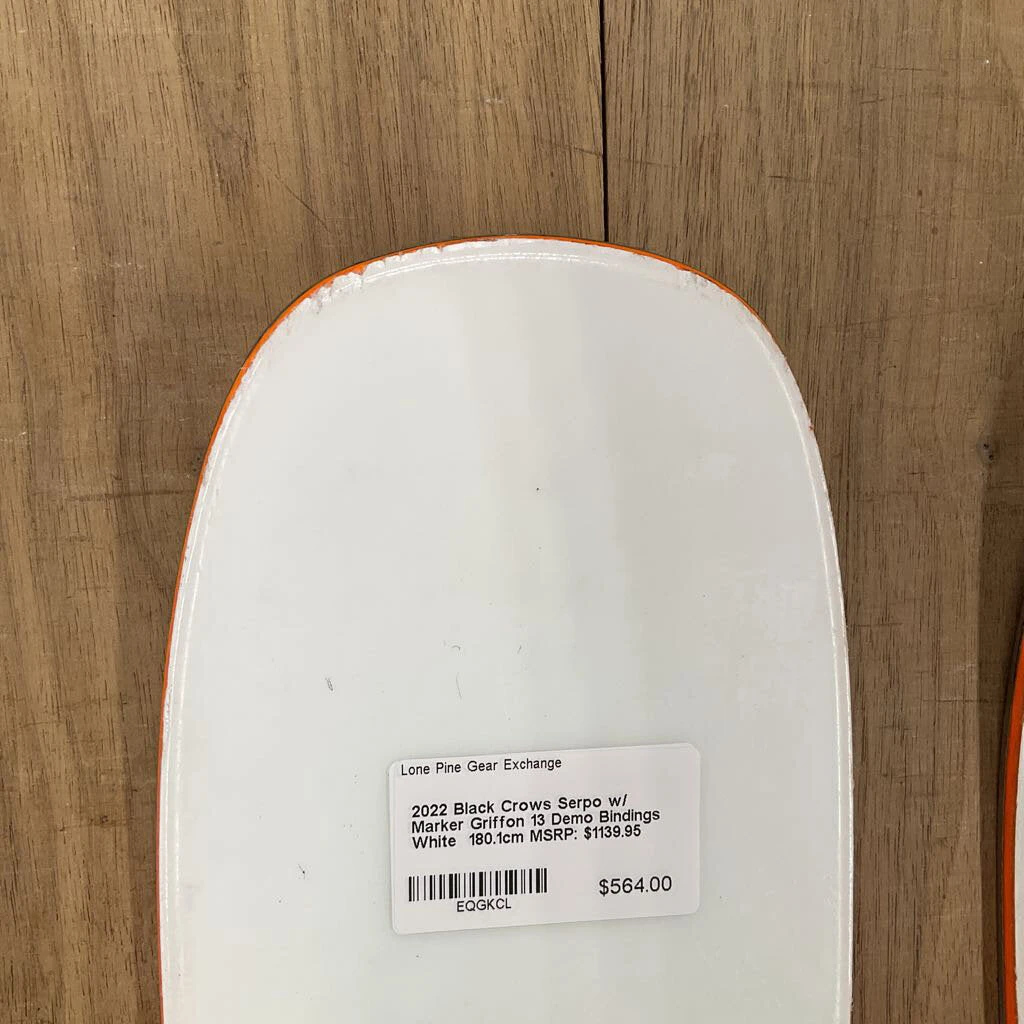 Lone Pine Gear Exchange
2022 Black Crows Serpo w/
Marker Griffon 13 Demo Bindings
White 180.1cm MSRP: $1139.95
EQGKCL
$564.00